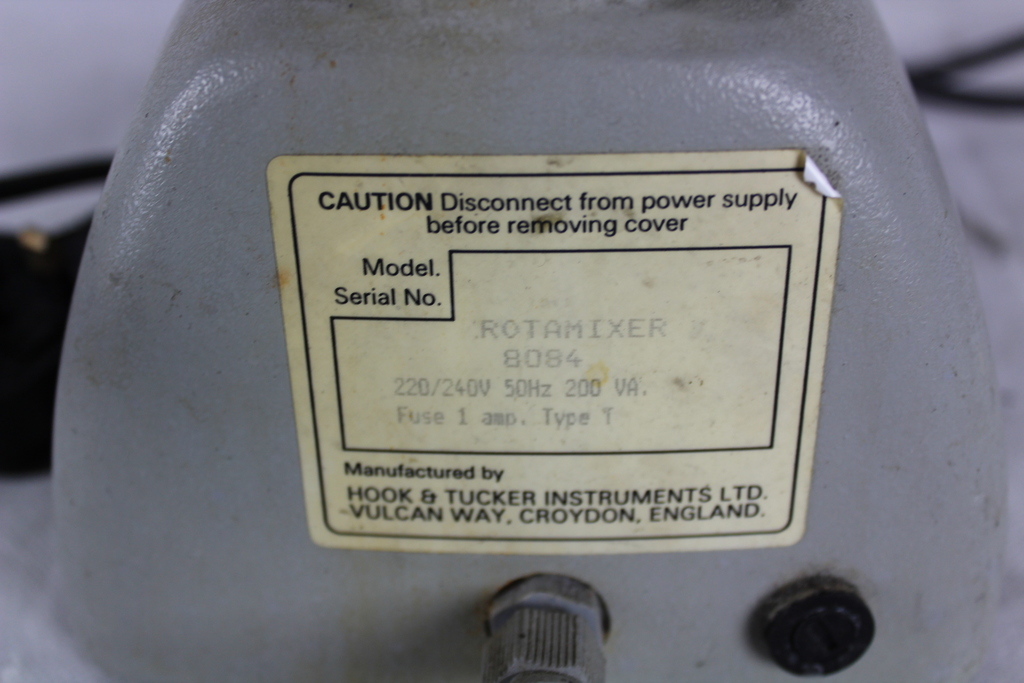 CAUTION Disconnect from power supply
before removing cover
Model.
Serial No.
ROTAMIXER
8084
220/240V 50Hz 200 VA.
Fuse 1 amp. Type T
Manufactured by
HOOK & TUCKER INSTRUMENTS LTD.
VULCAN WAY, CROYDON, ENGLAND.